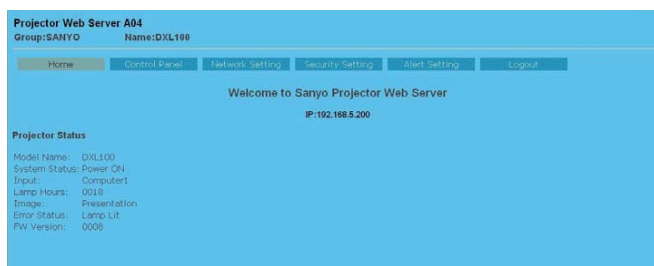 Projector Web Server A04
Group:SANYO Name:DXL100
Home Control Panel Network Setting Security Setting Alert Setting Logout
Welcome to Sanyo Projector Web Server
IP:192.168.5.200
Projector Status
Model Name: DXL100
System Status: Power ON
Input: Computer1
Lamp Hours: 0018
Image: Presentation
Error Status: Lamp Lit
FW Version: 0008